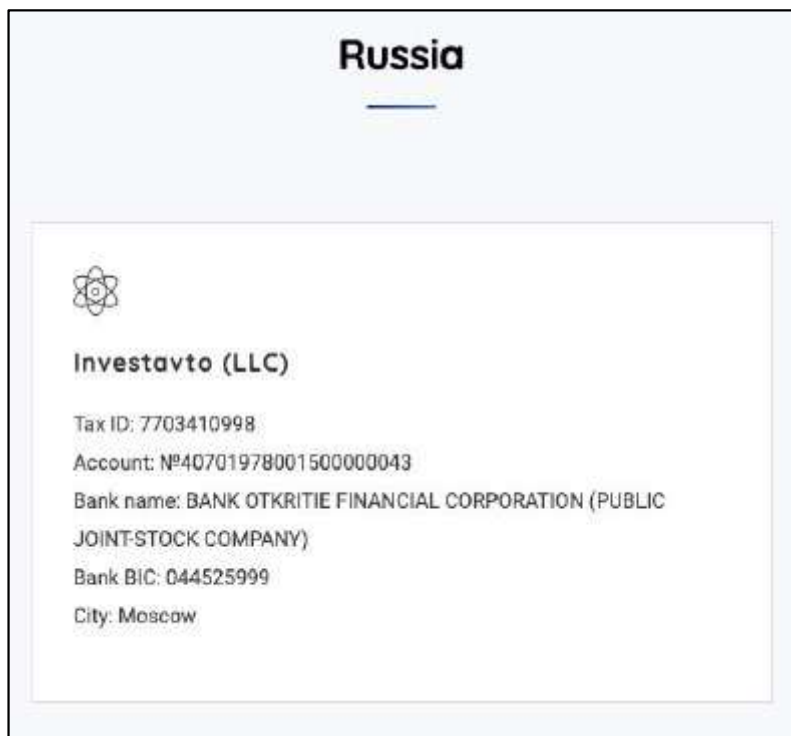 Russia
Investavto (LLC)
Tax ID: 7703410998
Account: №40701978001500000043
Bank name: BANK OTKRITIE FINANCIAL CORPORATION (PUBLIC
JOINT-STOCK COMPANY)
Bank BIC: 044525999
City: Moscow